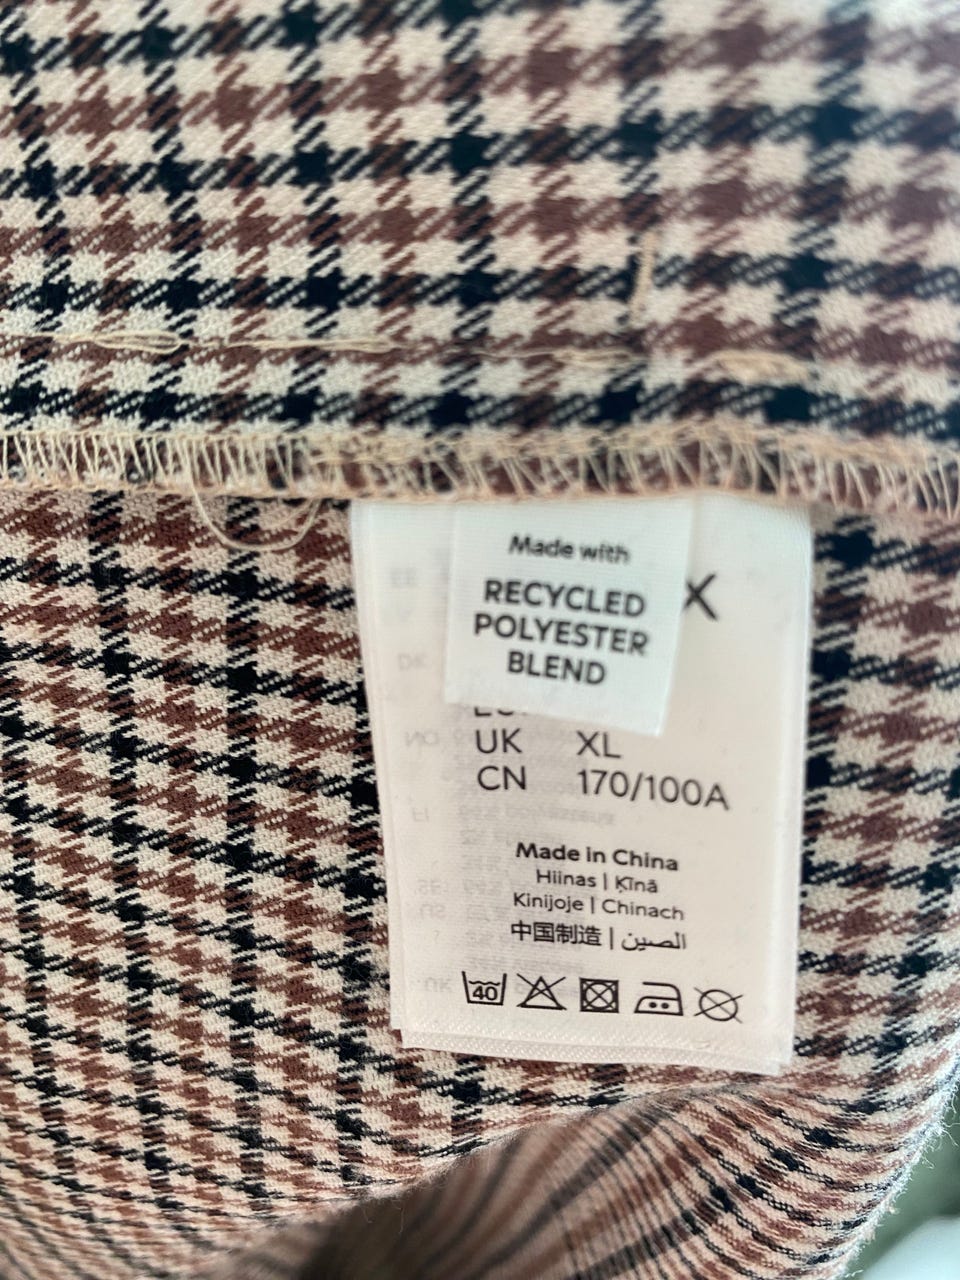 Made with
RECYCLED
POLYESTER
BLEND
X
UK XL
CN 170/100A
Made in China
Hiinas | Ķīnā
Kinijoje | Chinach
中国制造 | الصين
40